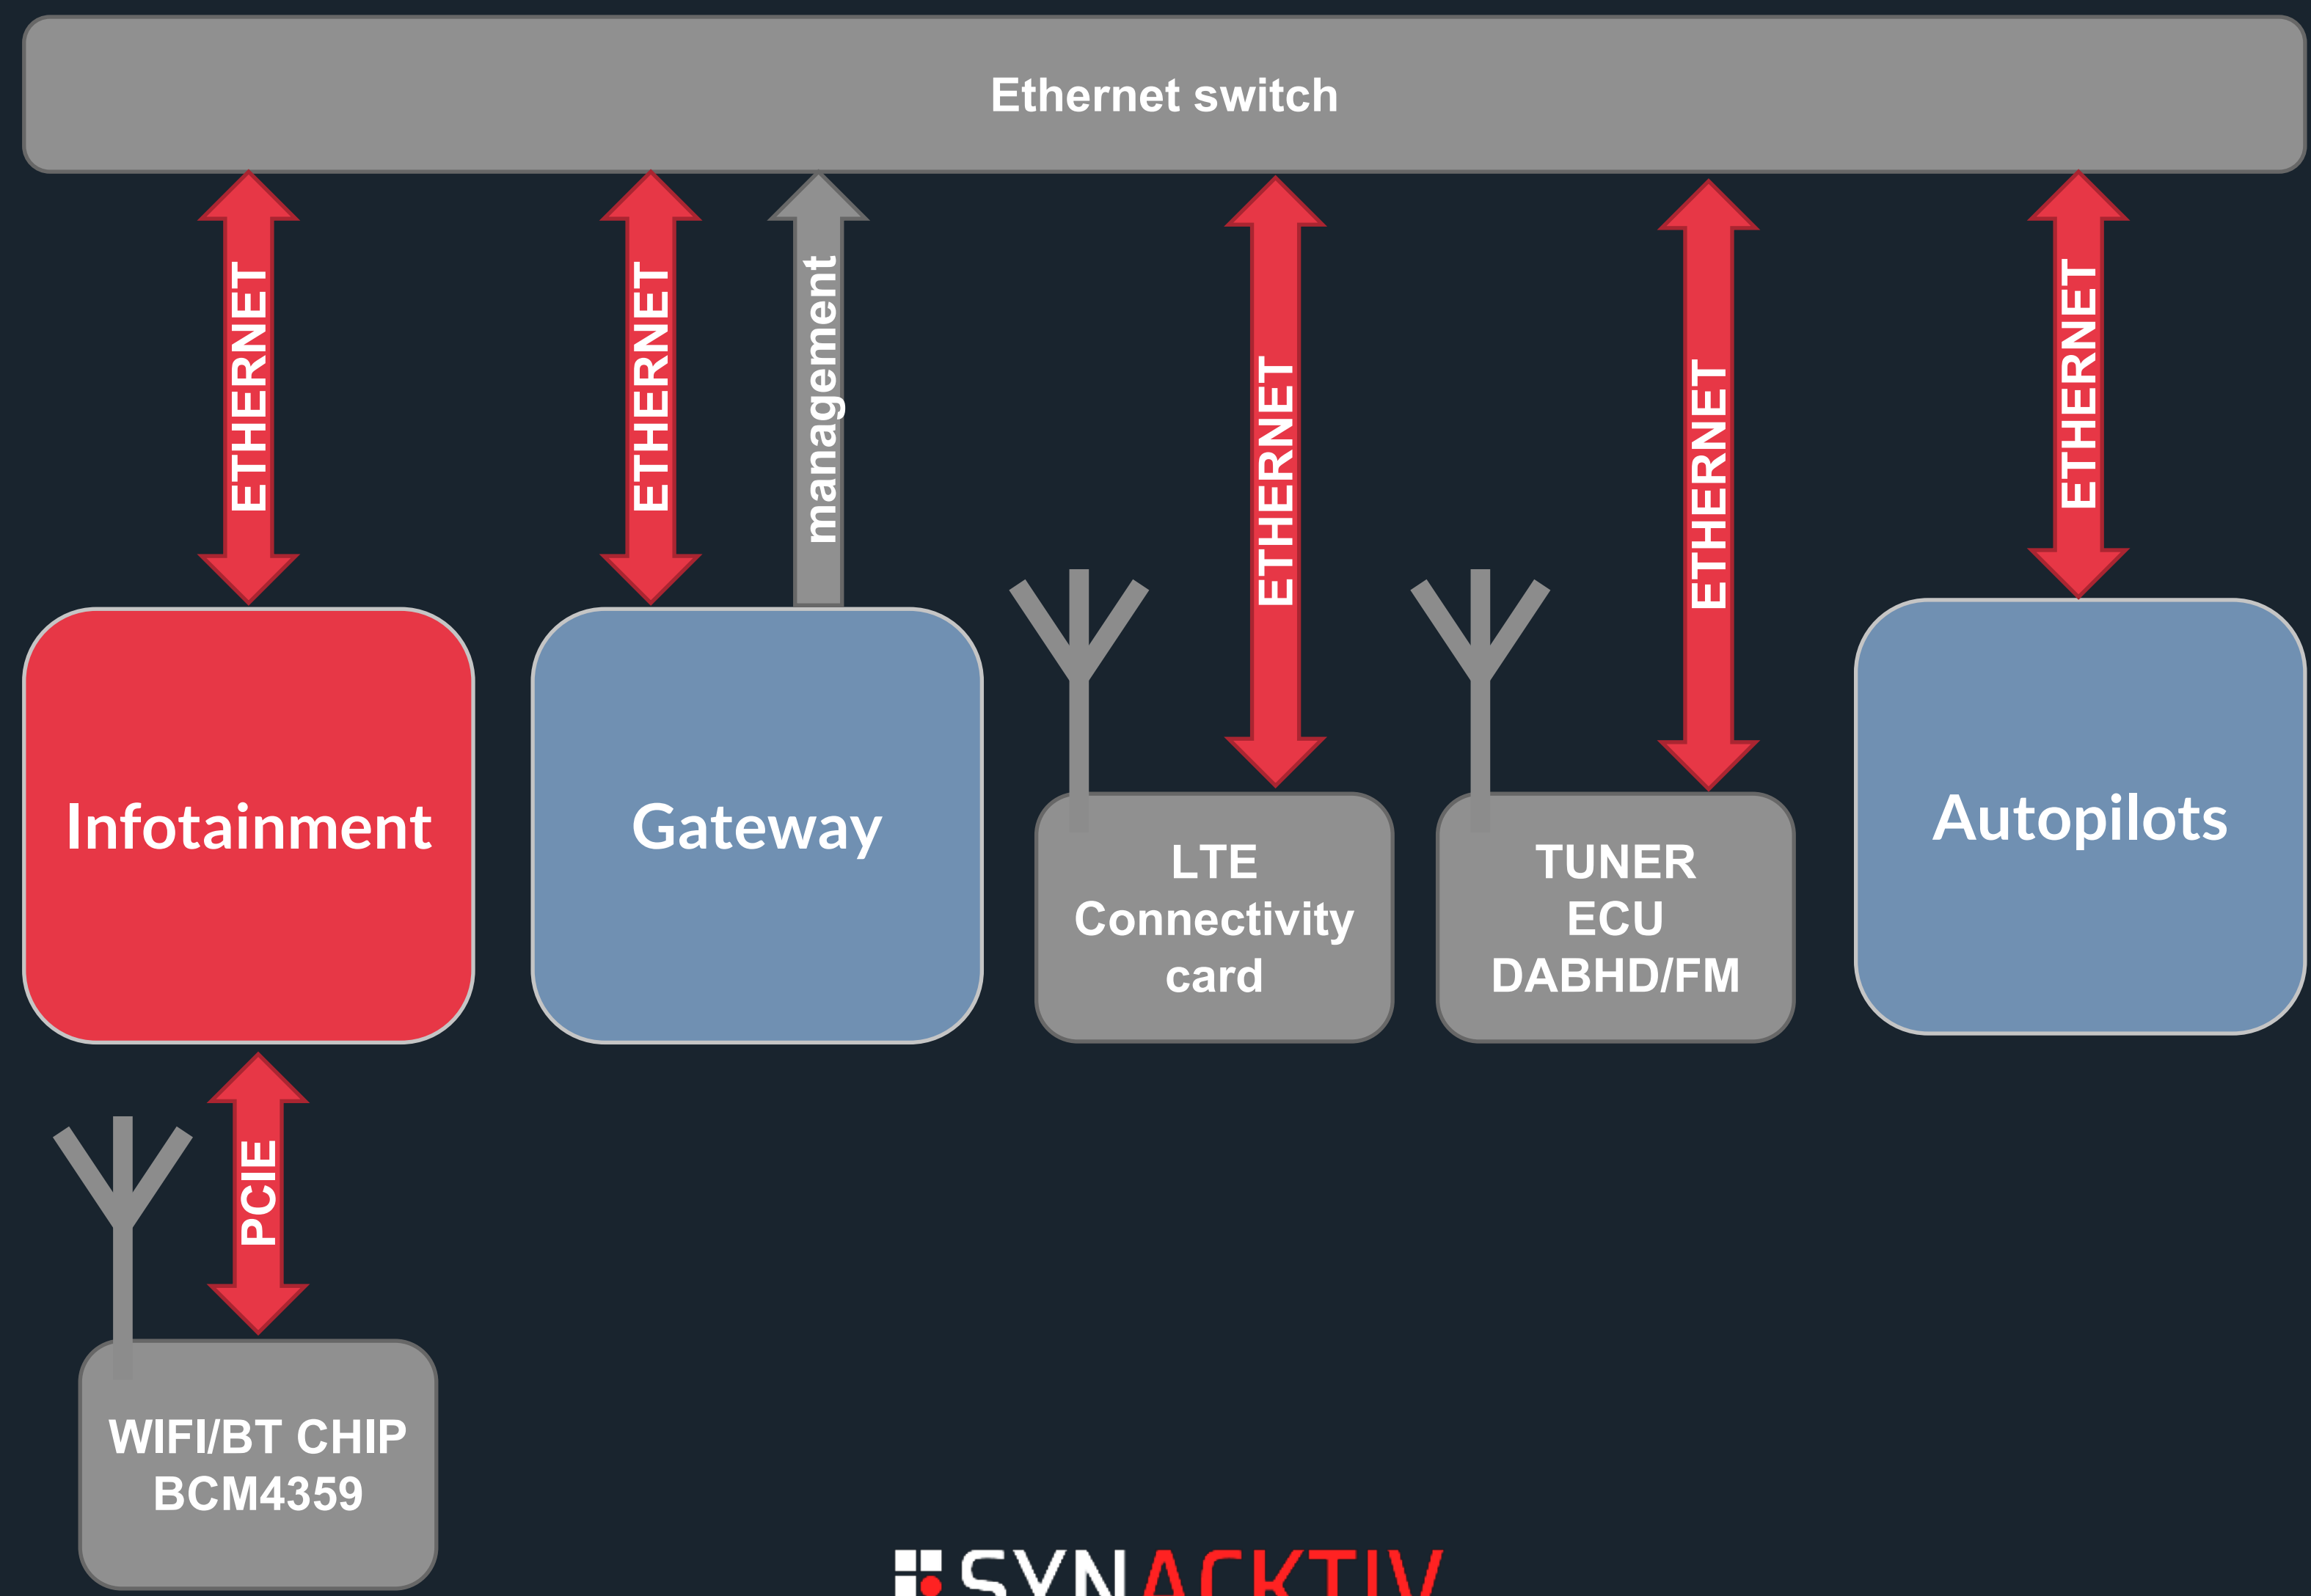 Ethernet switch
ETHERNET
ETHERNET
management
ETHERNET
ETHERNET
ETHERNET
Infotainment
Gateway
LTE
Connectivity
card
TUNER
ECU
DABHD/FM
Autopilots
PCIE
WIFI/BT CHIP
BCM4359
SYNACKTIV